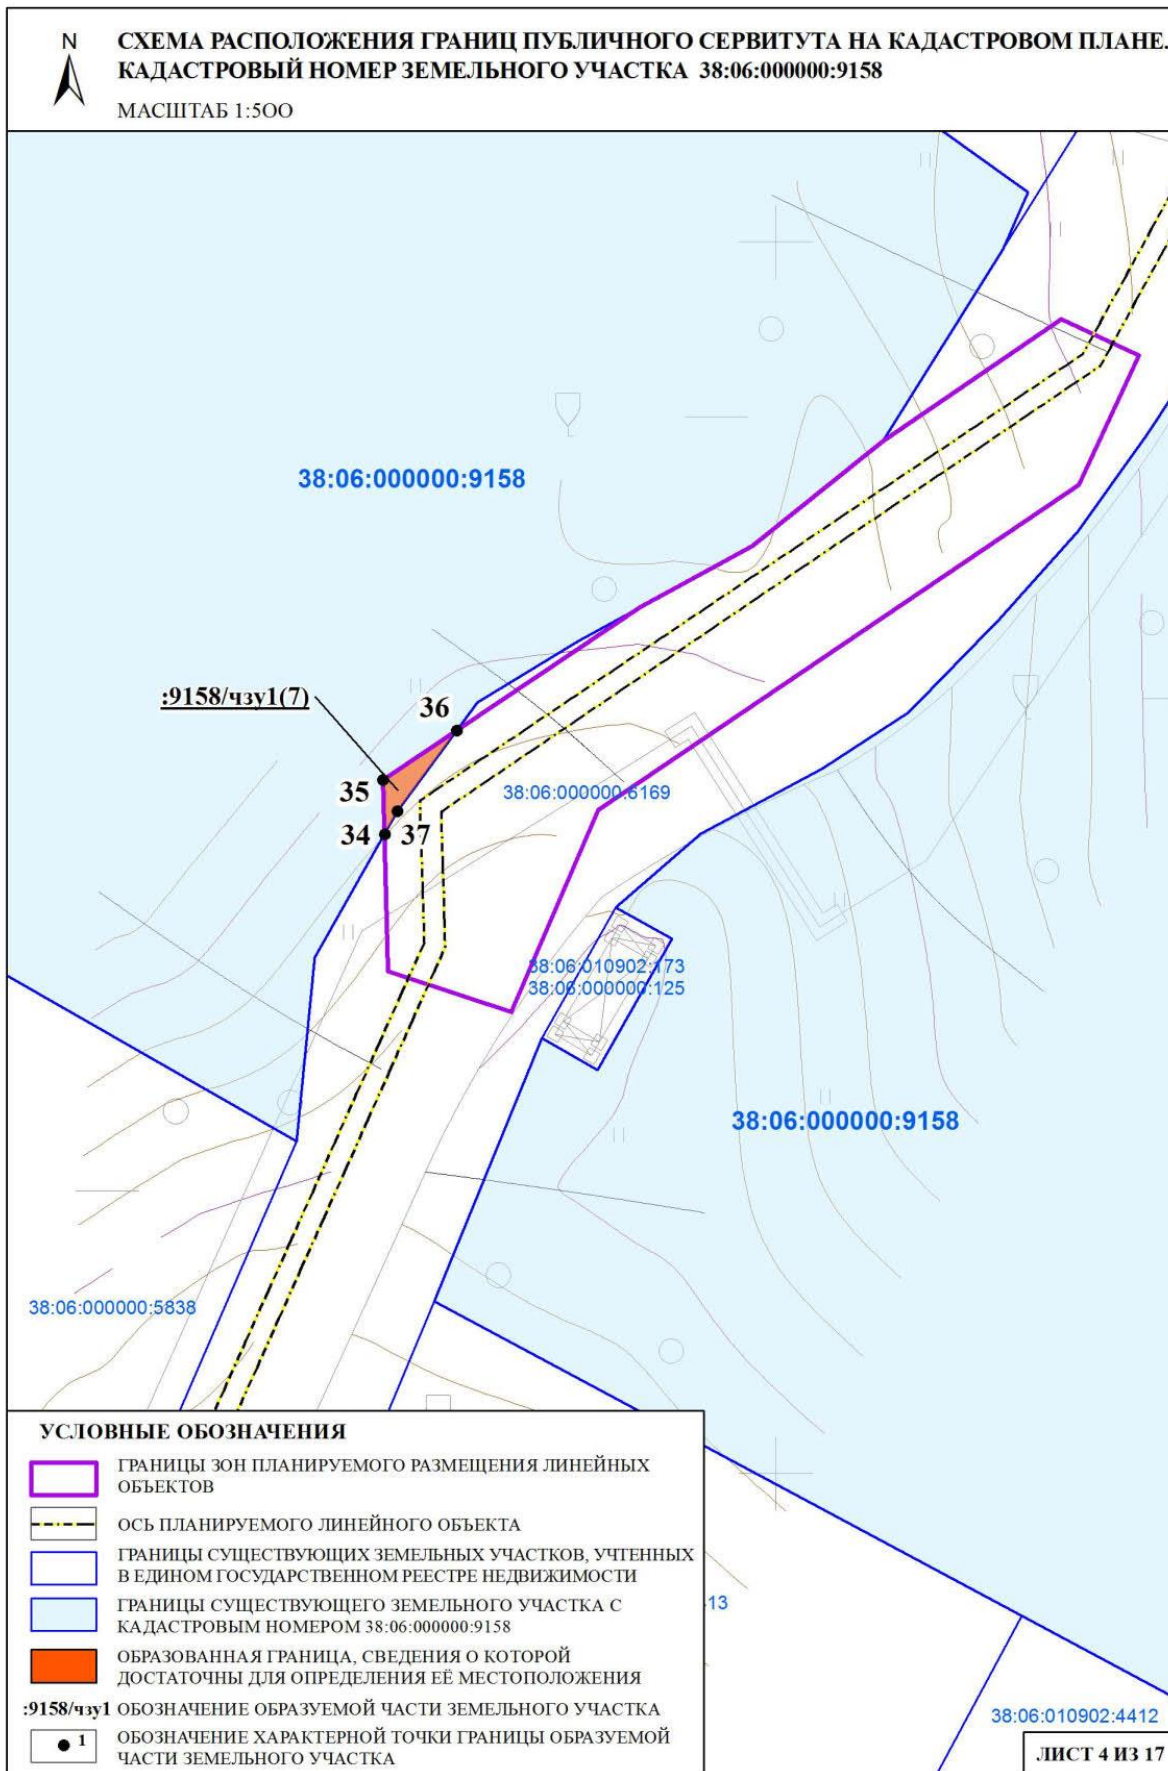 N
СХЕМА РАСПОЛОЖЕНИЯ ГРАНИЦ ПУБЛИЧНОГО СЕРВИТУТА НА КАДАСТРОВОМ ПЛАНЕ.
КАДАСТРОВЫЙ НОМЕР ЗЕМЕЛЬНОГО УЧАСТКА 38:06:000000:9158
МАСШТАБ 1:5ОО
38:06:000000:9158
:9158/чзу1(7)
36
35
38:06:000000:6169
34
37
38:06:010902:173
38:06:000000:125
38:06:000000:9158
38:06:000000:5838
УСЛОВНЫЕ ОБОЗНАЧЕНИЯ
ГРАНИЦЫ ЗОН ПЛАНИРУЕМОГО РАЗМЕЩЕНИЯ ЛИНЕЙНЫХ
ОБЪЕКТОВ
ОСЬ ПЛАНИРУЕМОГО ЛИНЕЙНОГО ОБЪЕКТА
ГРАНИЦЫ СУЩЕСТВУЮЩИХ ЗЕМЕЛЬНЫХ УЧАСТКОВ, УЧТЕННЫХ
В ЕДИНОМ ГОСУДАРСТВЕННОМ РЕЕСТРЕ НЕДВИЖИМОСТИ
ГРАНИЦЫ СУЩЕСТВУЮЩЕГО ЗЕМЕЛЬНОГО УЧАСТКА С
КАДАСТРОВЫМ НОМЕРОМ 38:06:000000:9158
ОБРАЗОВАННАЯ ГРАНИЦА, СВЕДЕНИЯ О КОТОРОЙ
ДОСТАТОЧНЫ ДЛЯ ОПРЕДЕЛЕНИЯ ЕЁ МЕСТОПОЛОЖЕНИЯ
:9158/чзу1 ОБОЗНАЧЕНИЕ ОБРАЗУЕМОЙ ЧАСТИ ЗЕМЕЛЬНОГО УЧАСТКА
1 ОБОЗНАЧЕНИЕ ХАРАКТЕРНОЙ ТОЧКИ ГРАНИЦЫ ОБРАЗУЕМОЙ
ЧАСТИ ЗЕМЕЛЬНОГО УЧАСТКА
13
38:06:010902:4412
ЛИСТ 4 ИЗ 17